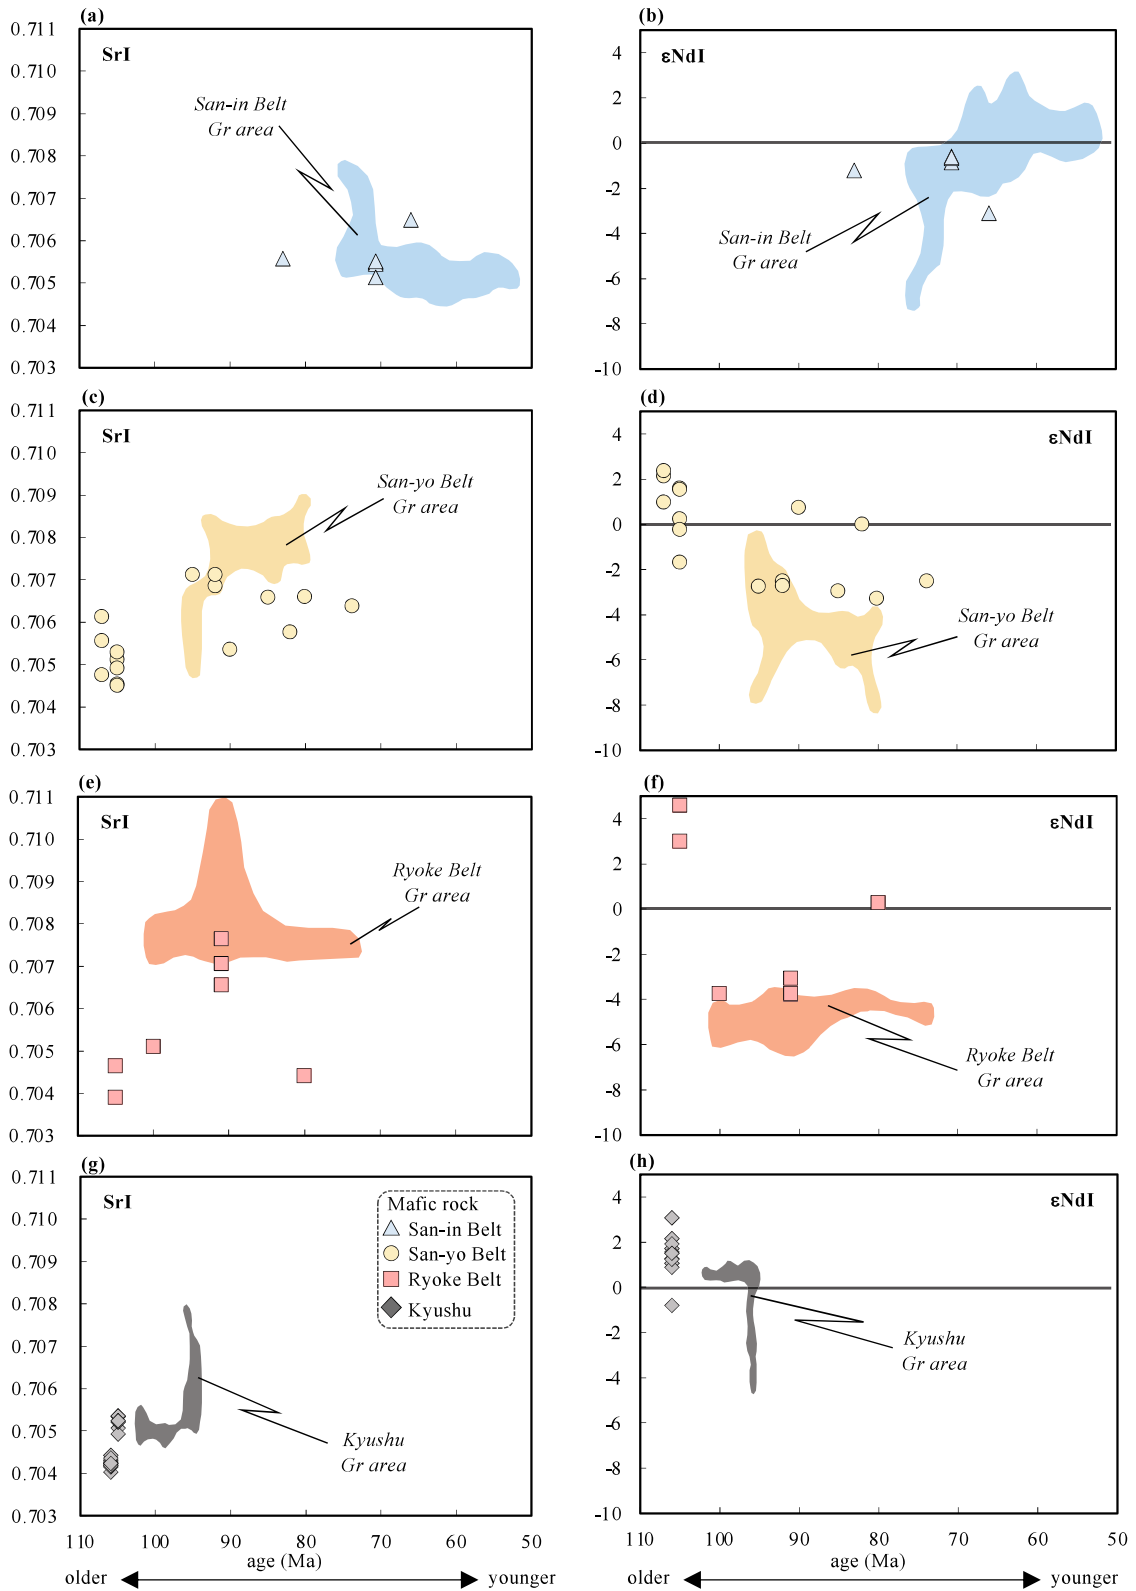 (a)
0.711
0.710
0.709
0.708
0.707
0.706
0.705
0.704
0.703
SrI
San-in Belt
Gr area
(b)
4
2
0
-2
-4
-6
-8
-10
εNdI
San-in Belt
Gr area
(c)
0.711
0.710
0.709
0.708
0.707
0.706
0.705
0.704
0.703
SrI
San-yo Belt
Gr area
(d)
4
2
0
-2
-4
-6
-8
-10
εNdI
San-yo Belt
Gr area
(e)
0.711
0.710
0.709
0.708
0.707
0.706
0.705
0.704
0.703
SrI
Ryoke Belt
Gr area
(f)
4
2
0
-2
-4
-6
-8
-10
εNdI
Ryoke Belt
Gr area
(g)
0.711
0.710
0.709
0.708
0.707
0.706
0.705
0.704
0.703
SrI
Mafic rock
San-in Belt
San-yo Belt
Ryoke Belt
Kyushu
Kyushu
Gr area
110 100 90 80 70 60 50
age (Ma)
older younger
(h)
4
2
0
-2
-4
-6
-8
-10
εNdI
Kyushu
Gr area
110 100 90 80 70 60 50
age (Ma)
older younger